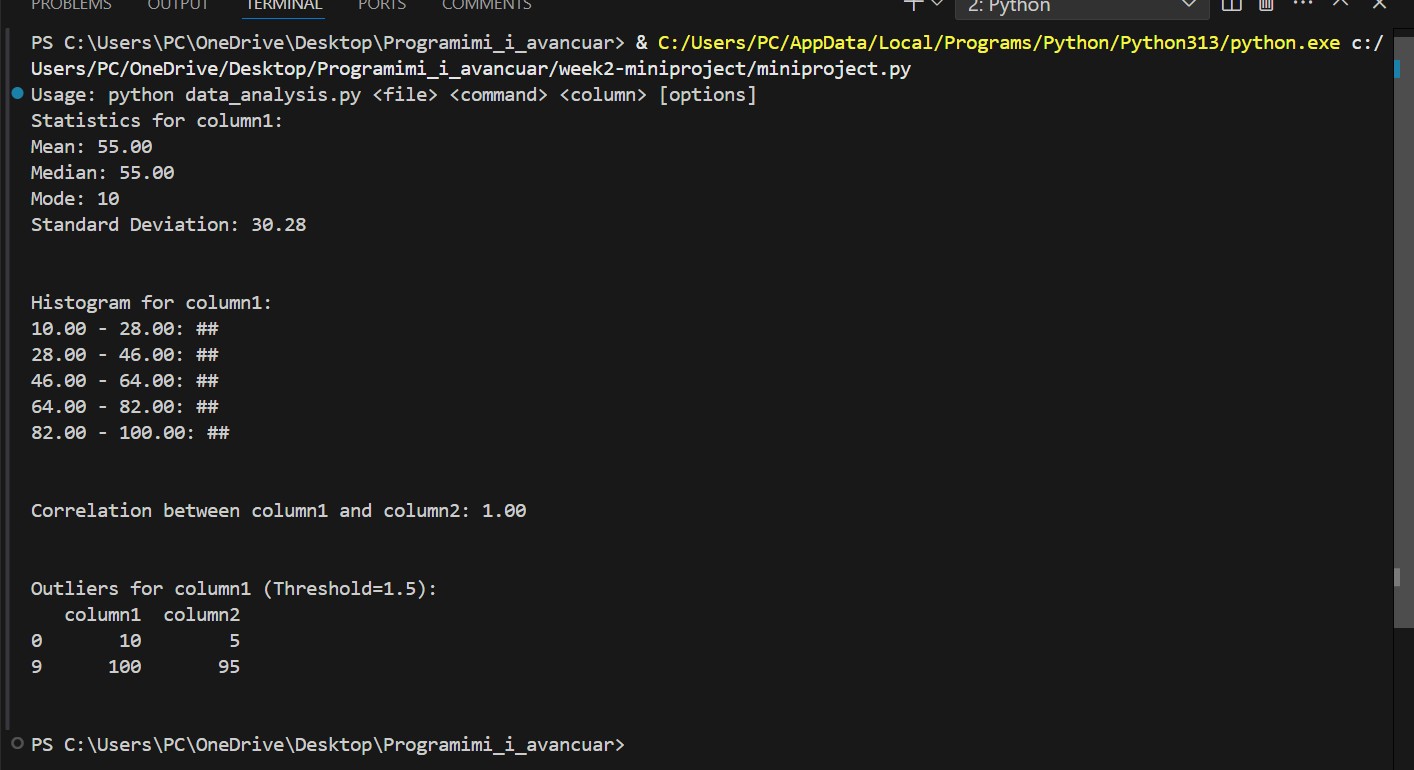 PROBLEMS OUTPUT TERMINAL PORTS COMMENTS 2: Python
PS C:\Users\PC\OneDrive\Desktop\Programimi_i_avancuar> & C:/Users/PC/AppData/Local/Programs/Python/Python313/python.exe c:/
Users/PC/OneDrive/Desktop/Programimi_i_avancuar/week2-miniproject/miniproject.py
Usage: python data_analysis.py <file> <command> <column> [options]
Statistics for column1:
Mean: 55.00
Median: 55.00
Mode: 10
Standard Deviation: 30.28
Histogram for column1:
10.00 - 28.00: ##
28.00 - 46.00: ##
46.00 - 64.00: ##
64.00 - 82.00: ##
82.00 - 100.00: ##
Correlation between column1 and column2: 1.00
Outliers for column1 (Threshold=1.5):
column1 column2
0 10 5
9 100 95
PS C:\Users\PC\OneDrive\Desktop\Programimi_i_avancuar>